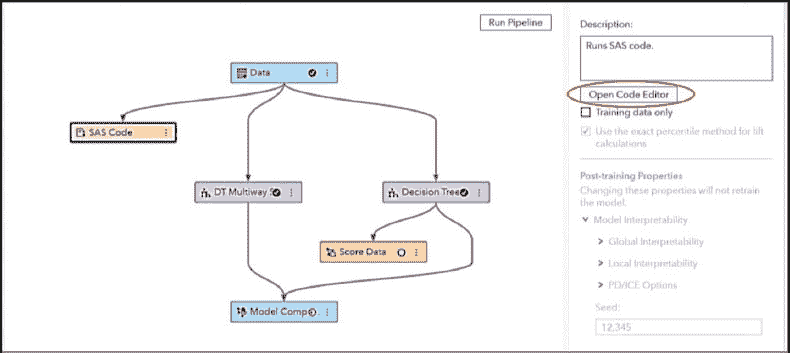 Run Pipeline
Data
SAS Code
DT Multiway S
Decision Tree
Score Data
Model Compa...
Description:
Runs SAS code.
Open Code Editor
Training data only
Use the exact percentile method for lift
calculations
Post-training Properties
Changing these properties will not retrain
the model.
Model Interpretability
Global Interpretability
Local Interpretability
PD/ICE Options
Seed:
12,345